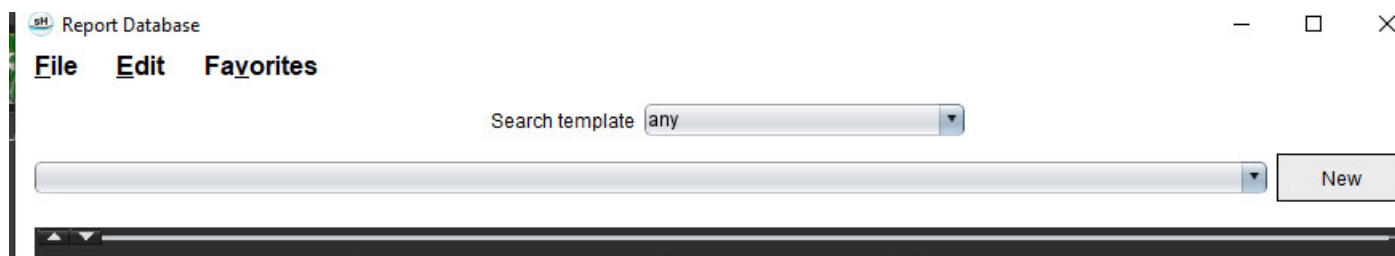 sH Report Database
File Edit Favorites
Search template any
New